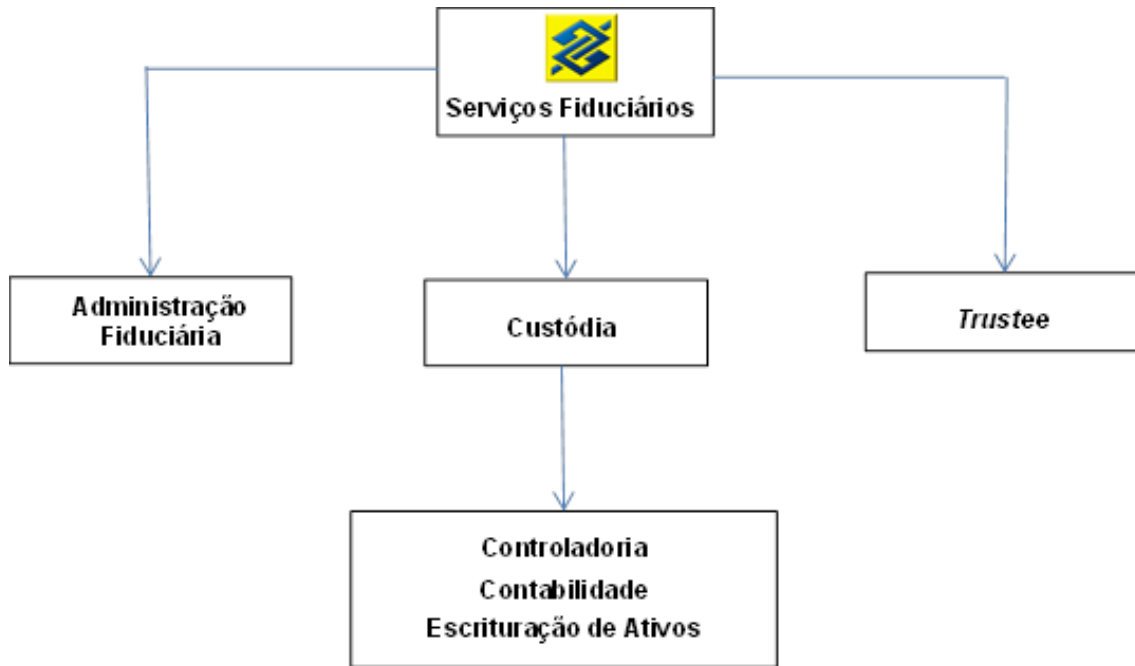 Serviços Fiduciários
Administração
Fiduciária
Custódia
Trustee
Controladoria
Contabilidade
Escrituração de Ativos